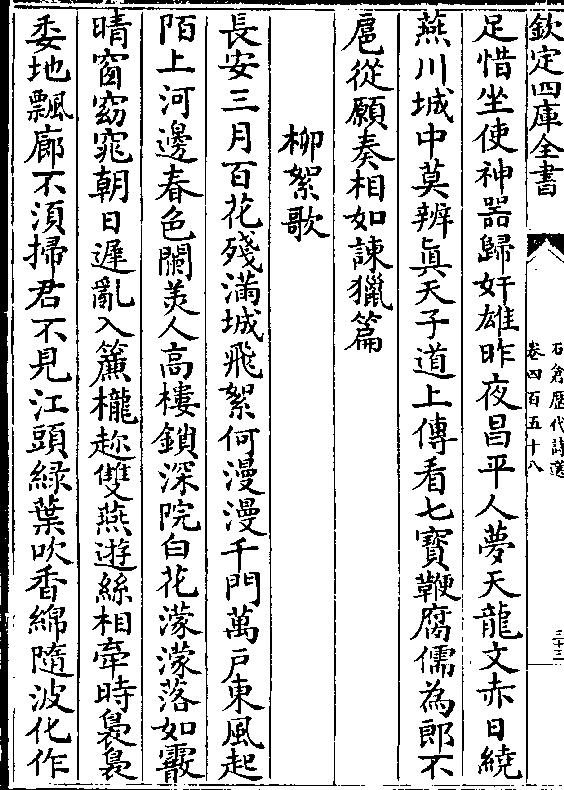 欽定四庫全書
石倉歷代詩選
卷四百五十八
三十三
足惜坐使神器歸奸雄昨夜昌平人夢天龍文赤日繞
燕川城中莫辨真天子道上傳看七寶鞭腐儒為郎不
扈從願奏相如諫獵篇
柳絮歌
長安三月百花殘滿城飛絮何漫漫千門萬戶東風起
陌上河邊春色闌美人高樓鎖深院白花濛濛落如霰
晴窗窈窕朝日遲亂入簾櫳趂雙燕遊絲相牽時裊裊
委地飄廊不須掃君不見江頭緑葉吹香綿隨波化作